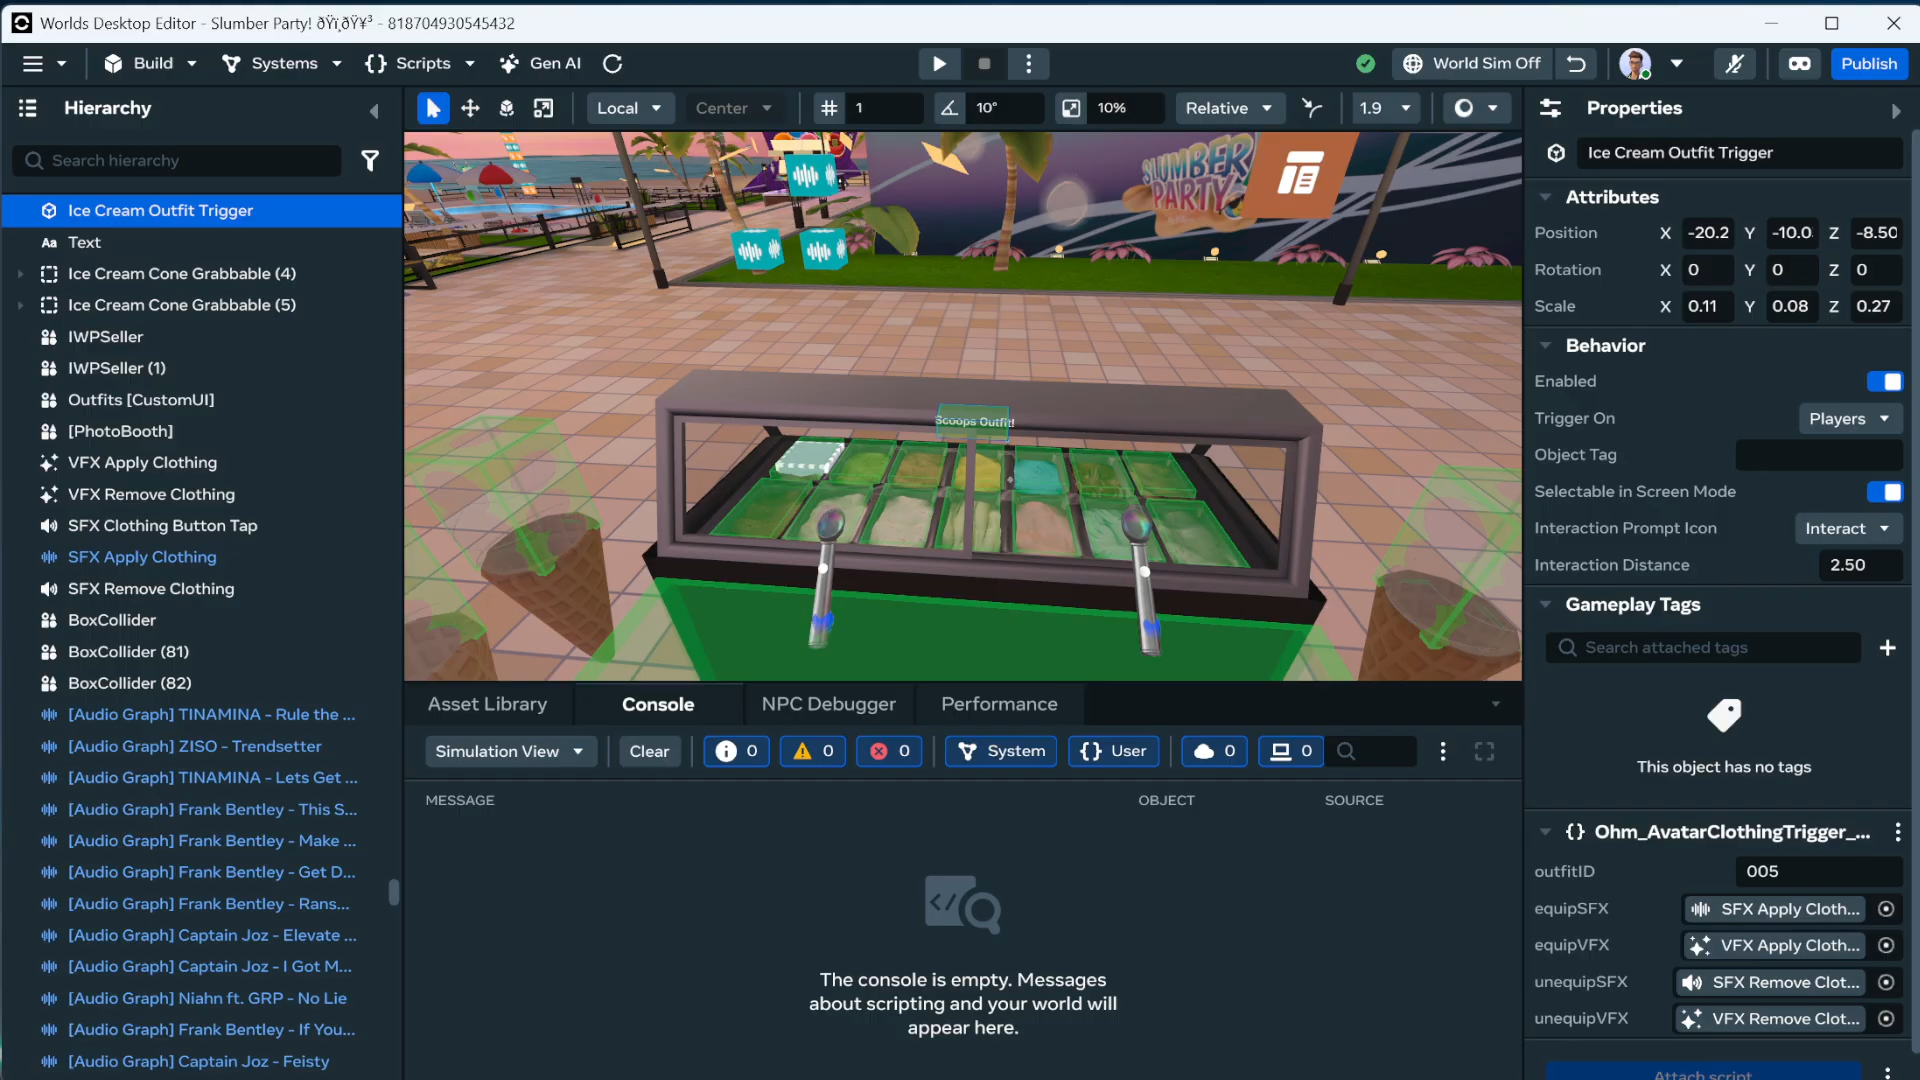 Worlds Desktop Editor - Slumber Party! ðŸï¸ðŸ¥³ - 818704930545432
Build
Systems
Scripts
Gen AI
World Sim Off
Publish
Hierarchy
Local
Center
1
10°
10%
Relative
1.9
Properties
Search hierarchy
Ice Cream Outfit Trigger
Text
Ice Cream Cone Grabbable (4)
Ice Cream Cone Grabbable (5)
IWPSeller
IWPSeller (1)
Outfits [CustomUI]
[PhotoBooth]
VFX Apply Clothing
VFX Remove Clothing
SFX Clothing Button Tap
SFX Apply Clothing
SFX Remove Clothing
BoxCollider
BoxCollider (81)
BoxCollider (82)
[Audio Graph] TINAMINA - Rule the ...
[Audio Graph] ZISO - Trendsetter
[Audio Graph] TINAMINA - Lets Get ...
[Audio Graph] Frank Bentley - This S...
[Audio Graph] Frank Bentley - Make ...
[Audio Graph] Frank Bentley - Get D...
[Audio Graph] Frank Bentley - Rans...
[Audio Graph] Captain Joz - Elevate ...
[Audio Graph] Captain Joz - I Got M...
[Audio Graph] Niahn ft. GRP - No Lie
[Audio Graph] Frank Bentley - If You...
[Audio Graph] Captain Joz - Feisty
SLUMBER
PARTY
Scoops Outfit!
Asset Library
Console
NPC Debugger
Performance
Simulation View
Clear
0
0
0
System
User
0
0
MESSAGE
OBJECT
SOURCE
The console is empty. Messages
about scripting and your world will
appear here.
Ice Cream Outfit Trigger
Attributes
Position X -20.2 Y -10.0 Z -8.50
Rotation X 0 Y 0 Z 0
Scale X 0.11 Y 0.08 Z 0.27
Behavior
Enabled
Trigger On Players
Object Tag
Selectable in Screen Mode
Interaction Prompt Icon Interact
Interaction Distance 2.50
Gameplay Tags
Search attached tags
This object has no tags
Ohm_AvatarClothingTrigger_...
outfitID 005
equipSFX SFX Apply Cloth...
equipVFX VFX Apply Cloth...
unequipSFX SFX Remove Clot...
unequipVFX VFX Remove Clot...
Attach script